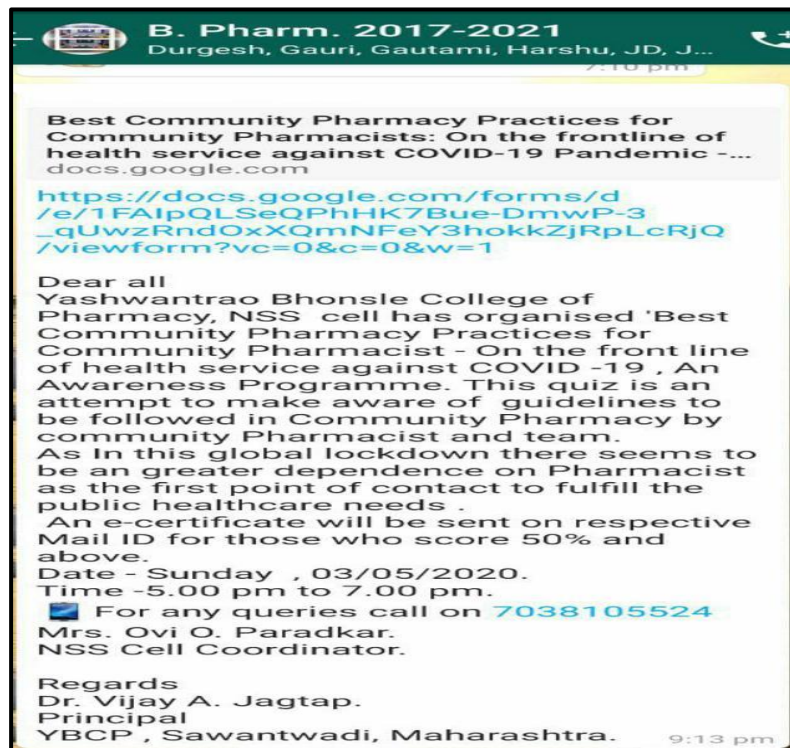 B. Pharm. 2017-2021
Durgesh, Gauri, Gautami, Harshu, JD, J...
7:10 pm
Best Community Pharmacy Practices for
Community Pharmacists: On the frontline of
health service against COVID-19 Pandemic -...
docs.google.com
https://docs.google.com/forms/d
/e/1FAIpQLSeQPhHK7Bue-DmwP-3
_qUwzRndOxXQmNFeY3hokkZjRpLcRjQ
/viewform?vc=0&c=0&w=1
Dear all
Yashwantrao Bhonsle College of
Pharmacy, NSS cell has organised 'Best
Community Pharmacy Practices for
Community Pharmacist - On the front line
of health service against COVID -19 , An
Awareness Programme. This quiz is an
attempt to make aware of guidelines to
be followed in Community Pharmacy by
community Pharmacist and team.
As In this global lockdown there seems to
be an greater dependence on Pharmacist
as the first point of contact to fulfill the
public healthcare needs .
An e-certificate will be sent on respective
Mail ID for those who score 50% and
above.
Date - Sunday , 03/05/2020.
Time -5.00 pm to 7.00 pm.
For any queries call on 7038105524
Mrs. Ovi O. Paradkar.
NSS Cell Coordinator.
Regards
Dr. Vijay A. Jagtap.
Principal
YBCP , Sawantwadi, Maharashtra.
9:13 pm